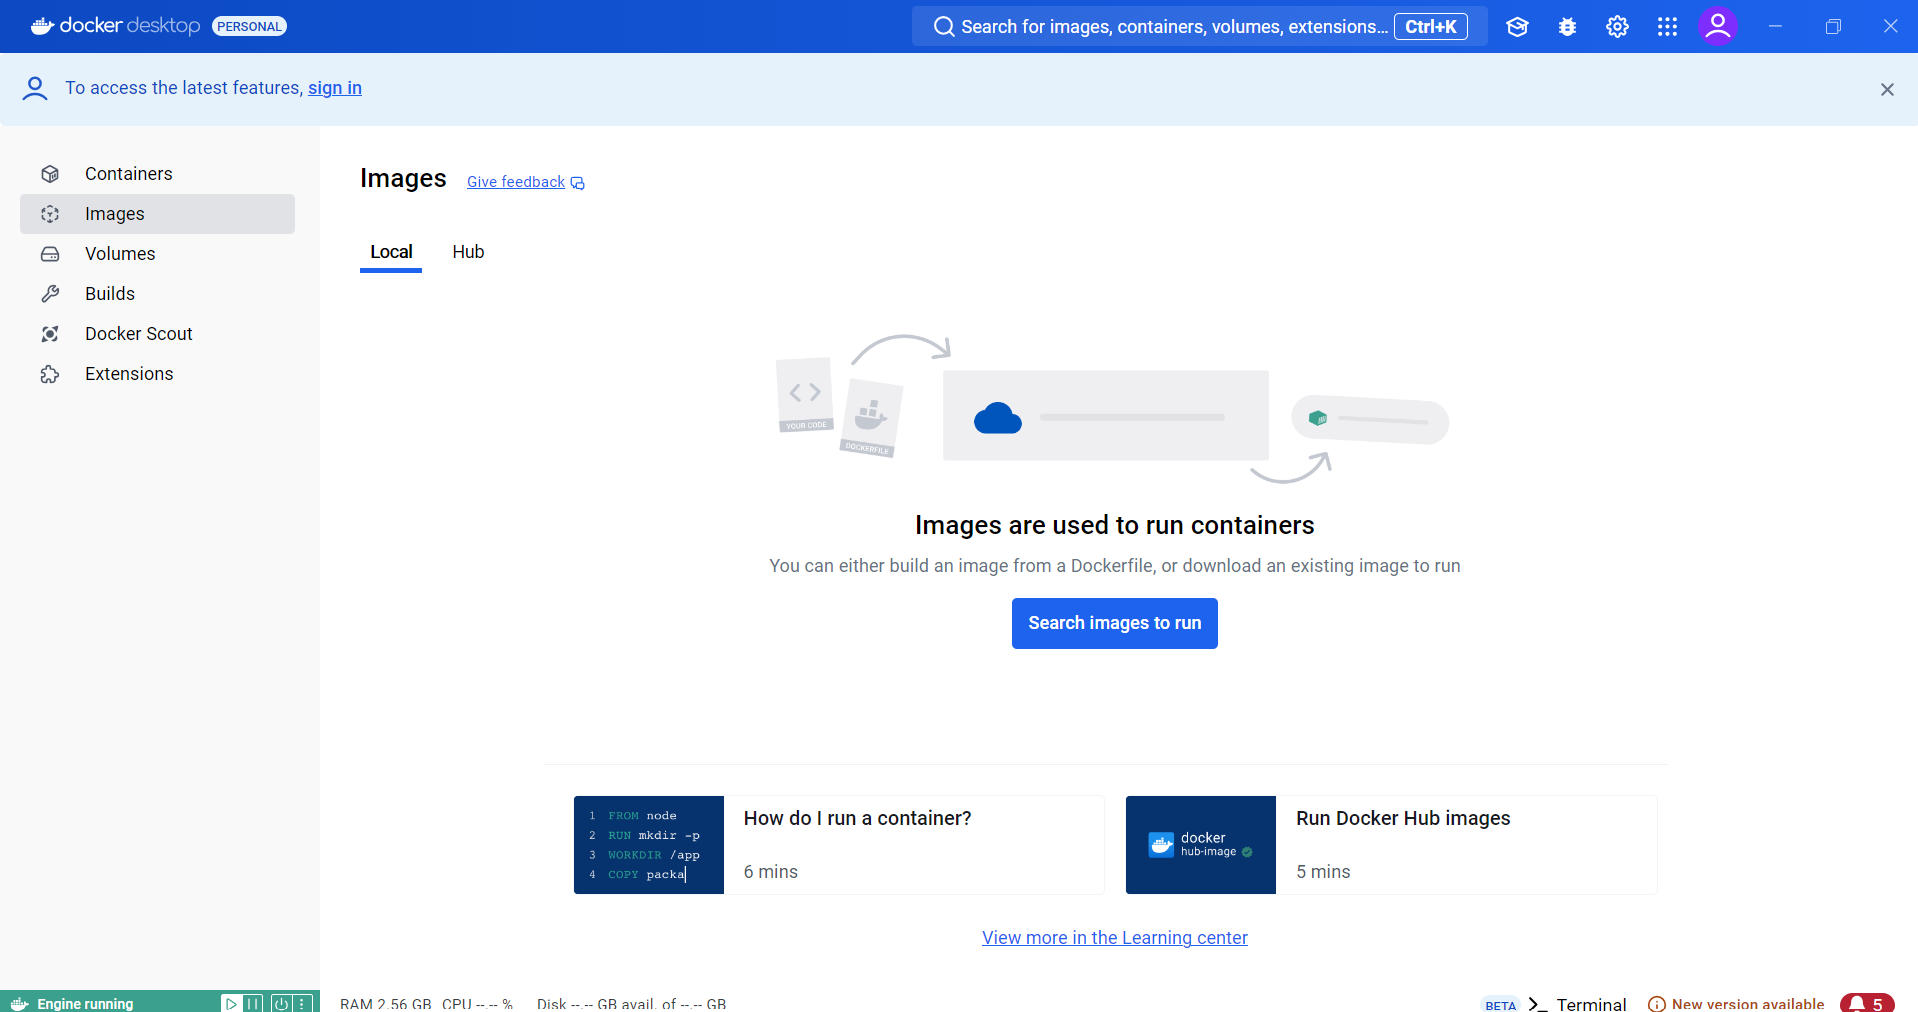 docker desktop PERSONAL
Search for images, containers, volumes, extensions... Ctrl+K
To access the latest features, sign in
Containers
Images
Volumes
Builds
Docker Scout
Extensions
Images Give feedback
Local Hub
YOUR CODE
DOCKERFILE
Images are used to run containers
You can either build an image from a Dockerfile, or download an existing image to run
Search images to run
1 FROM node
2 RUN mkdir -p
3 WORKDIR /app
4 COPY packa
How do I run a container?
6 mins
docker
hub-image
Run Docker Hub images
5 mins
View more in the Learning center
Engine running
RAM 2.56 GB CPU --.-- % Disk --.-- GB avail. of --.-- GB
BETA >_ Terminal New version available 5